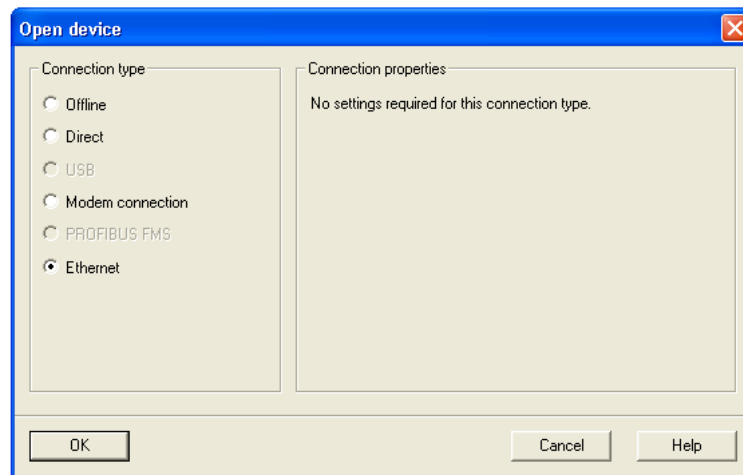 Open device
Connection type
Offline
Direct
USB
Modem connection
PROFIBUS FMS
Ethernet
Connection properties
No settings required for this connection type.
OK
Cancel
Help